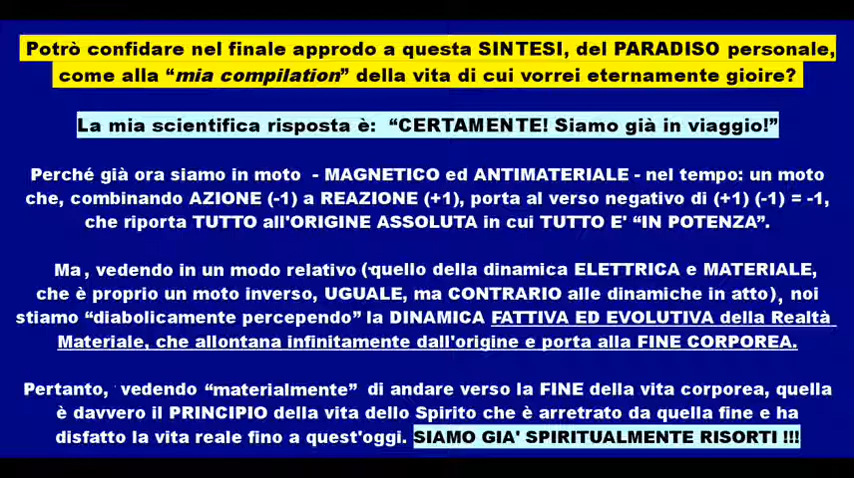 Potrò confidare nel finale approdo a questa SINTESI, del PARADISO personale,
come alla “mia compilation” della vita di cui vorrei eternamente gioire?
La mia scientifica risposta è: “CERTAMENTE! Siamo già in viaggio!”
Perché già ora siamo in moto - MAGNETICO ed ANTIMATERIALE - nel tempo: un moto
che, combinando AZIONE (-1) a REAZIONE (+1), porta al verso negativo di (+1) (-1) = -1,
che riporta TUTTO all'ORIGINE ASSOLUTA in cui TUTTO E' “IN POTENZA”.
Ma, vedendo in un modo relativo (quello della dinamica ELETTRICA e MATERIALE,
che è proprio un moto inverso, UGUALE, ma CONTRARIO alle dinamiche in atto), noi
stiamo “diabolicamente percependo” la DINAMICA FATTIVA ED EVOLUTIVA della Realtà
Materiale, che allontana infinitamente dall'origine e porta alla FINE CORPOREA.
Pertanto, vedendo “materialmente” di andare verso la FINE della vita corporea, quella
è davvero il PRINCIPIO della vita dello Spirito che è arretrato da quella fine e ha
disfatto la vita reale fino a quest'oggi. SIAMO GIA' SPIRITUALMENTE RISORTI !!!